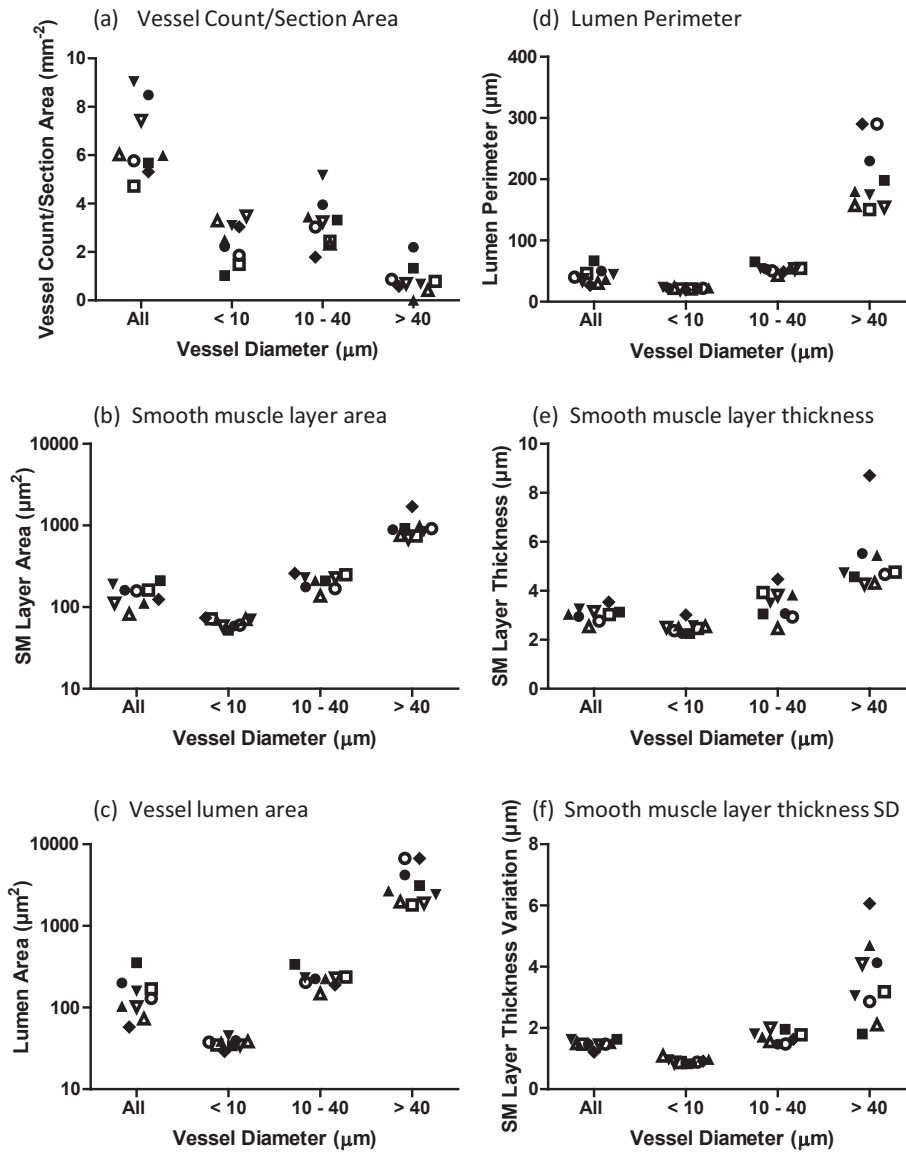 (a) Vessel Count/Section Area
Vessel Count/Section Area (mm-2)
10
8
6
4
2
0
All < 10 10 - 40 > 40
Vessel Diameter (μm)
(d) Lumen Perimeter
Lumen Perimeter (μm)
400
300
200
100
0
All < 10 10 - 40 > 40
Vessel Diameter (μm)
(b) Smooth muscle layer area
SM Layer Area (μm2)
10000
1000
100
10
All < 10 10 - 40 > 40
Vessel Diameter (μm)
(e) Smooth muscle layer thickness
SM Layer Thickness (μm)
10
8
6
4
2
0
All < 10 10 - 40 > 40
Vessel Diameter (μm)
(c) Vessel lumen area
Lumen Area (μm2)
10000
1000
100
10
All < 10 10 - 40 > 40
Vessel Diameter (μm)
(f) Smooth muscle layer thickness SD
SM Layer Thickness Variation (μm)
8
6
4
2
0
All < 10 10 - 40 > 40
Vessel Diameter (μm)